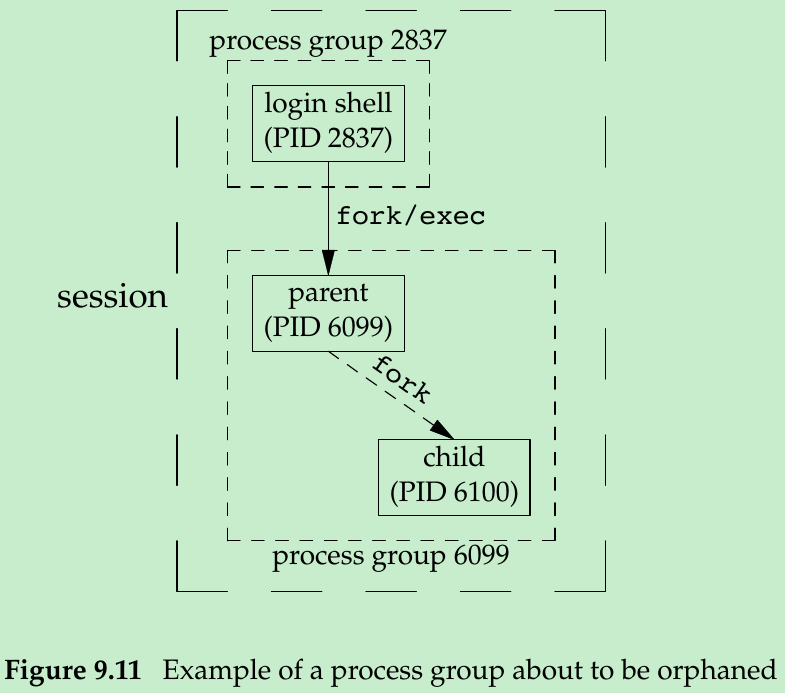 process group 2837
login shell
(PID 2837)
fork/exec
session
parent
(PID 6099)
fork
child
(PID 6100)
process group 6099
Figure 9.11 Example of a process group about to be orphaned